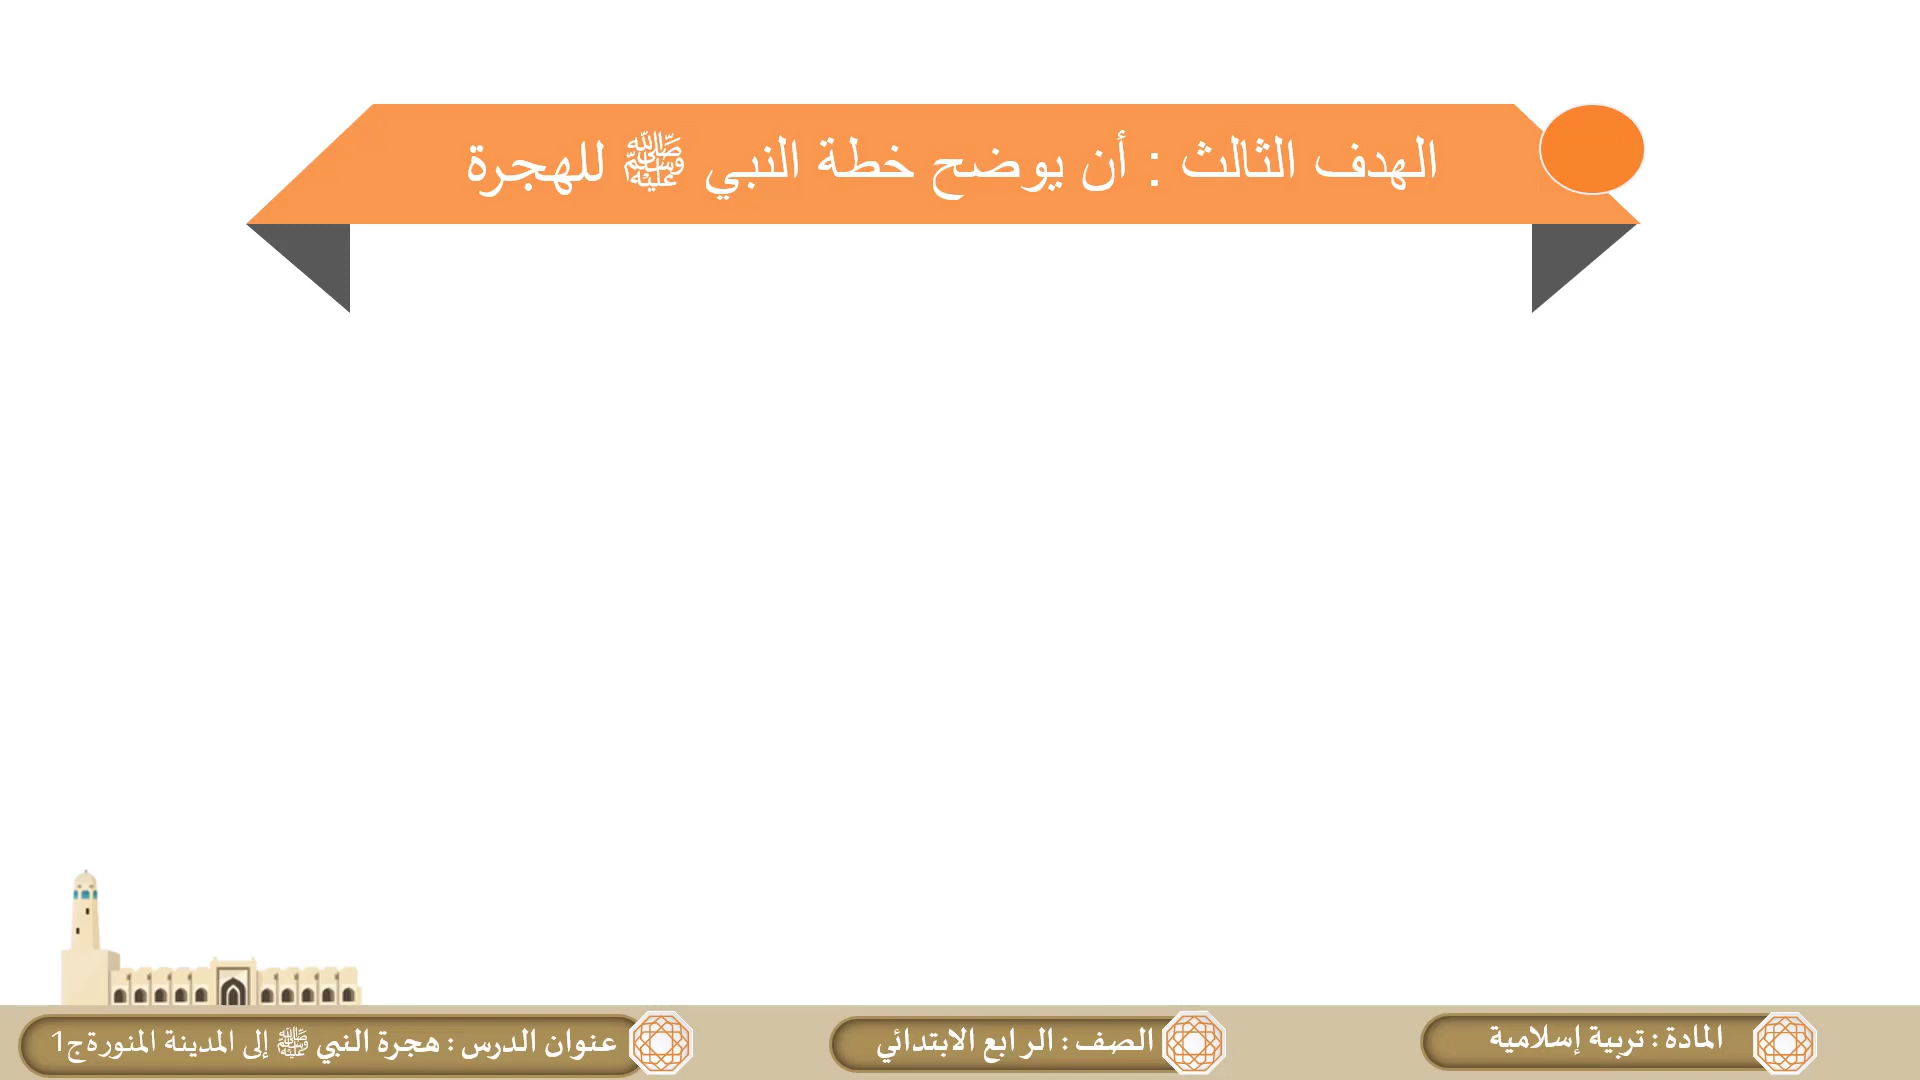 الهدف الثالث : أن يوضح خطة النبي ﷺ للهجرة
المادة : تربية إسلامية
الصف : الرابع الابتدائي
عنوان الدرس : هجرة النبي ﷺ إلى المدينة المنورةج1